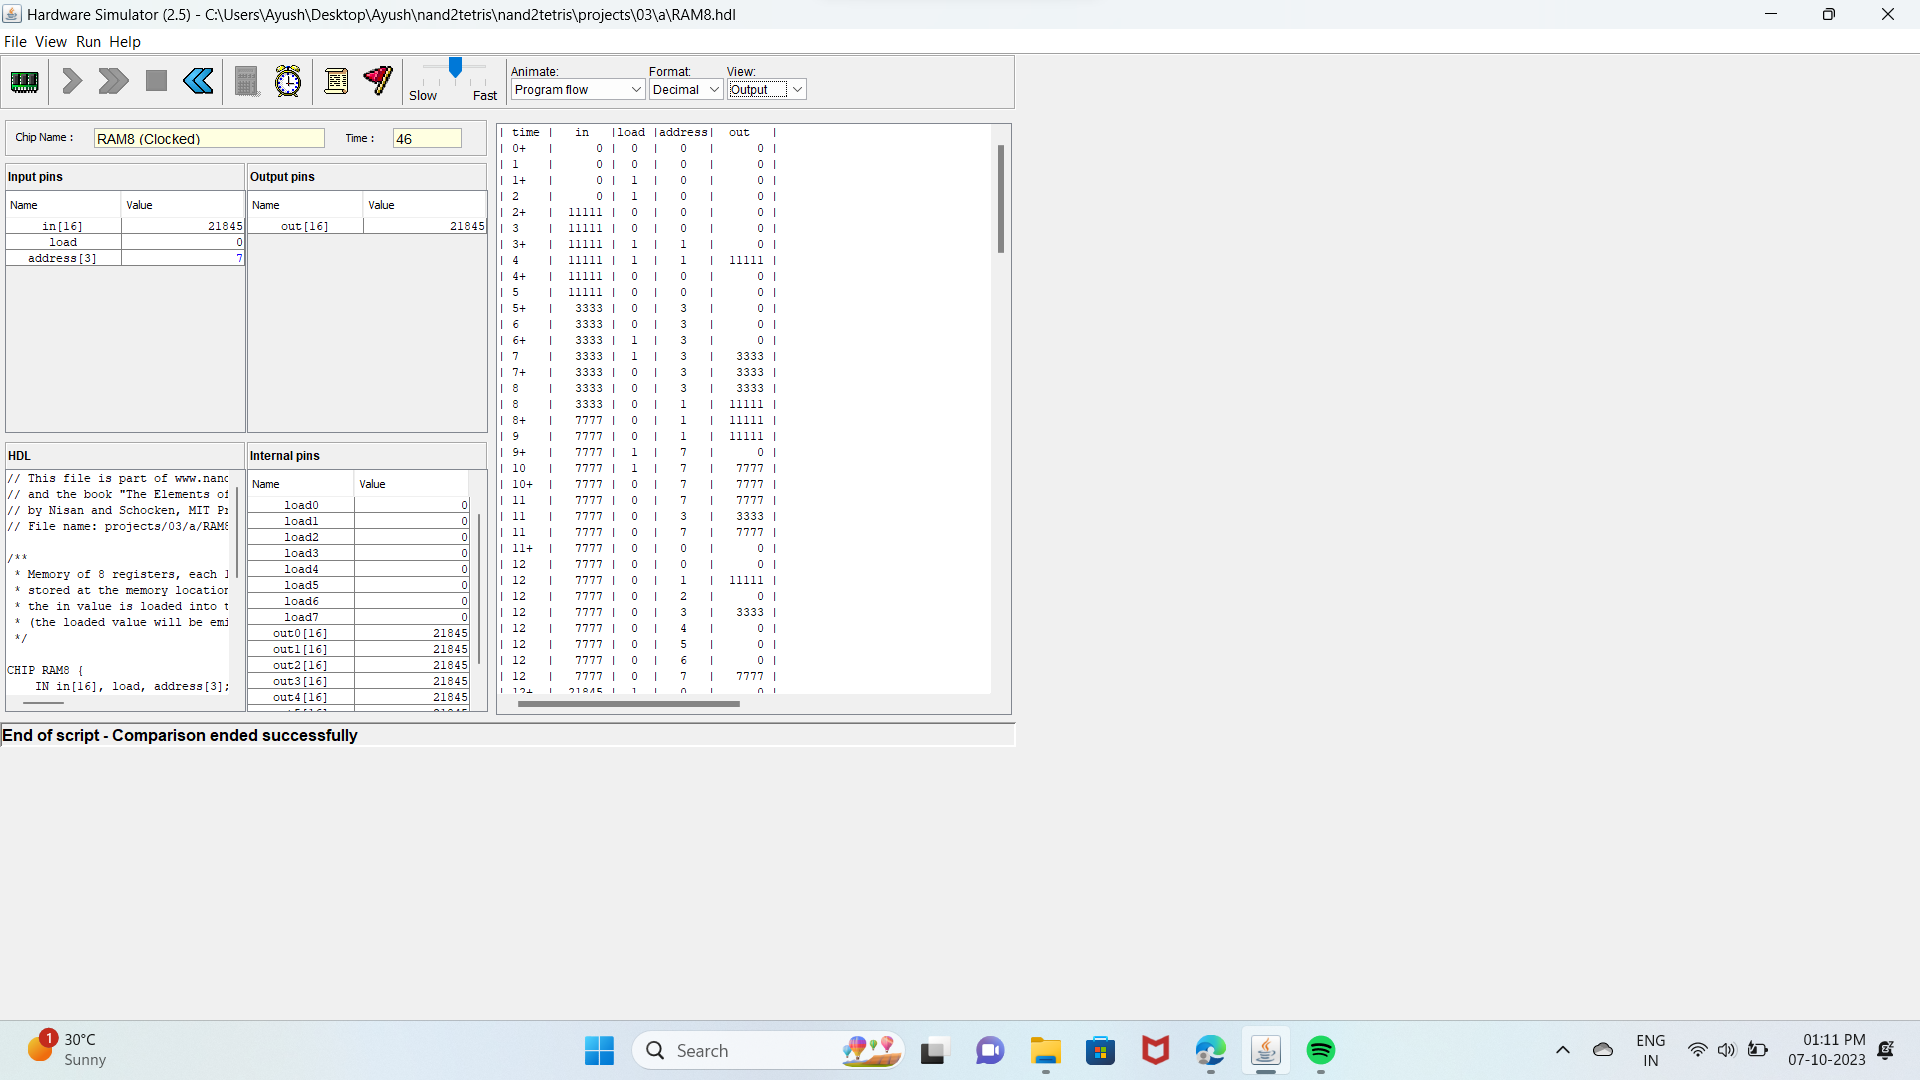 Hardware Simulator (2.5) - C:\Users\Ayush\Desktop\Ayush\nand2tetris\nand2tetris\projects\03\a\RAM8.hdl
File View Run Help
Slow Fast
Animate: Format: View:
Program flow Decimal Output
Chip Name : RAM8 (Clocked) Time : 46
Input pins
Name Value
in[16] 21845
load 0
address[3] 7
Output pins
Name Value
out[16] 21845
HDL
// This file is part of www.nand
// and the book "The Elements of
// by Nisan and Schocken, MIT Pr
// File name: projects/03/a/RAM8
/**
* Memory of 8 registers, each 1
* stored at the memory location
* the in value is loaded into t
* (the loaded value will be emi
*/
CHIP RAM8 {
IN in[16], load, address[3];
Internal pins
Name Value
load0 0
load1 0
load2 0
load3 0
load4 0
load5 0
load6 0
load7 0
out0[16] 21845
out1[16] 21845
out2[16] 21845
out3[16] 21845
out4[16] 21845
| time | in |load |address| out |
| 0+ | 0 | 0 | 0 | 0 |
| 1 | 0 | 0 | 0 | 0 |
| 1+ | 0 | 1 | 0 | 0 |
| 2 | 0 | 1 | 0 | 0 |
| 2+ | 11111 | 0 | 0 | 0 |
| 3 | 11111 | 0 | 0 | 0 |
| 3+ | 11111 | 1 | 1 | 0 |
| 4 | 11111 | 1 | 1 | 11111 |
| 4+ | 11111 | 0 | 0 | 0 |
| 5 | 11111 | 0 | 0 | 0 |
| 5+ | 3333 | 0 | 3 | 0 |
| 6 | 3333 | 0 | 3 | 0 |
| 6+ | 3333 | 1 | 3 | 0 |
| 7 | 3333 | 1 | 3 | 3333 |
| 7+ | 3333 | 0 | 3 | 3333 |
| 8 | 3333 | 0 | 3 | 3333 |
| 8 | 3333 | 0 | 1 | 11111 |
| 8+ | 7777 | 0 | 1 | 11111 |
| 9 | 7777 | 0 | 1 | 11111 |
| 9+ | 7777 | 1 | 7 | 0 |
| 10 | 7777 | 1 | 7 | 7777 |
| 10+ | 7777 | 0 | 7 | 7777 |
| 11 | 7777 | 0 | 7 | 7777 |
| 11 | 7777 | 0 | 3 | 3333 |
| 11 | 7777 | 0 | 7 | 7777 |
| 11+ | 7777 | 0 | 0 | 0 |
| 12 | 7777 | 0 | 0 | 0 |
| 12 | 7777 | 0 | 1 | 11111 |
| 12 | 7777 | 0 | 2 | 0 |
| 12 | 7777 | 0 | 3 | 3333 |
| 12 | 7777 | 0 | 4 | 0 |
| 12 | 7777 | 0 | 5 | 0 |
| 12 | 7777 | 0 | 6 | 0 |
| 12 | 7777 | 0 | 7 | 7777 |
| 12+ | 21845 | 1 | 0 | 0 |
End of script - Comparison ended successfully
1
30°C
Sunny
Search
ENG
IN
01:11 PM
07-10-2023